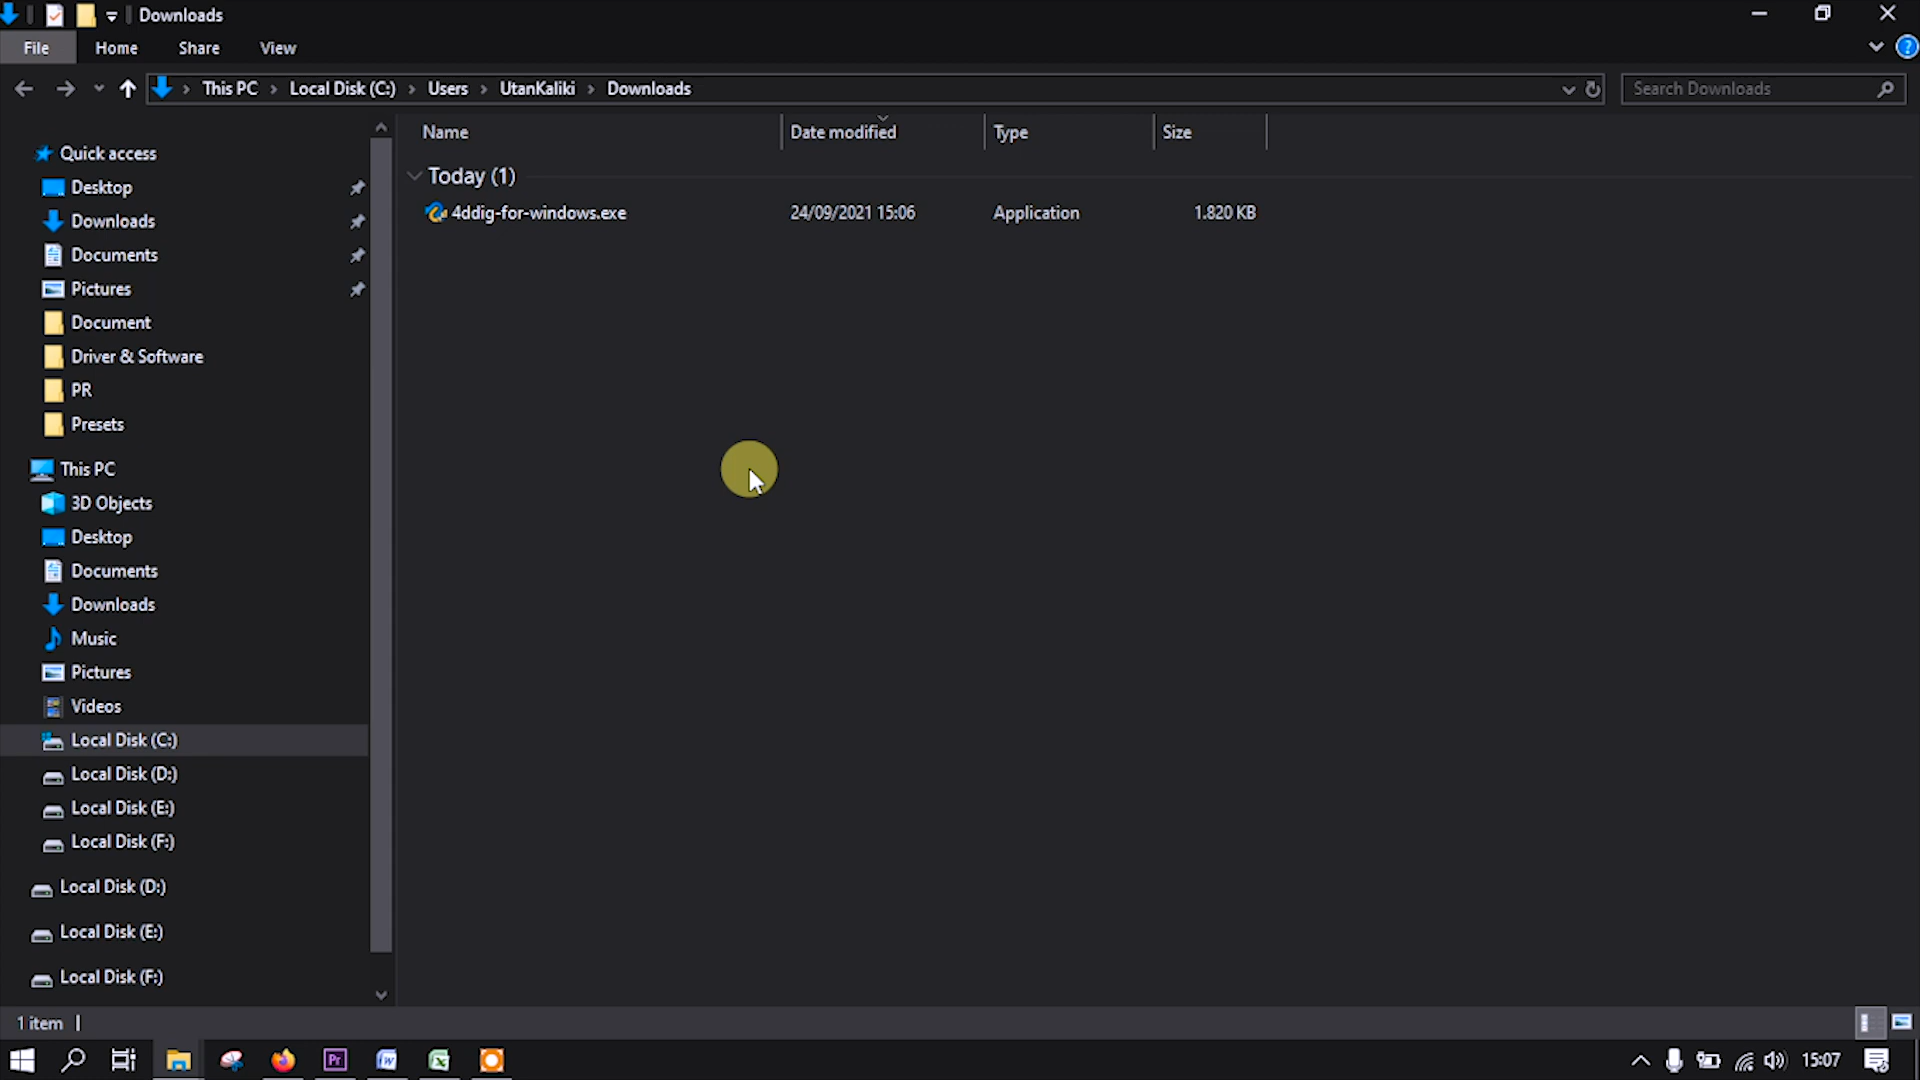 Downloads
File Home Share View
This PC Local Disk (C:) Users UtanKaliki Downloads
Search Downloads
Name Date modified Type Size
Today (1)
4ddig-for-windows.exe 24/09/2021 15:06 Application 1.820 KB
Quick access
Desktop
Downloads
Documents
Pictures
Document
Driver & Software
PR
Presets
This PC
3D Objects
Desktop
Documents
Downloads
Music
Pictures
Videos
Local Disk (C:)
Local Disk (D:)
Local Disk (E:)
Local Disk (F:)
Local Disk (D:)
Local Disk (E:)
Local Disk (F:)
1 item
Pr
15:07